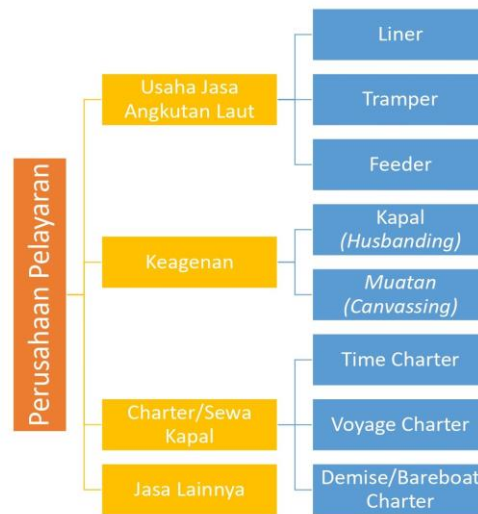 Perusahaan Pelayaran
Usaha Jasa
Angkutan Laut
Liner
Tramper
Feeder
Keagenan
Kapal
(Husbanding)
Muatan
(Canvassing)
Charter/Sewa
Kapal
Time Charter
Voyage Charter
Demise/Bareboat
Charter
Jasa Lainnya